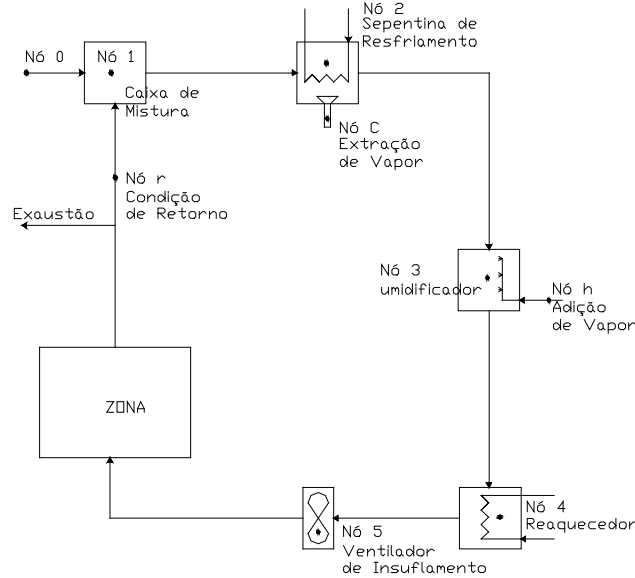 Nó 0
Nó 1
Caixa de
Mistura
Nó 2
Sepentina de
Resfriamento
Nó C
Extração
de Vapor
Nó r
Condição
de Retorno
Exaustão
Nó 3
umidificador
Nó h
Adição
de Vapor
ZONA
Nó 4
Reaquecedor
Nó 5
Ventilador
de Insuflamento